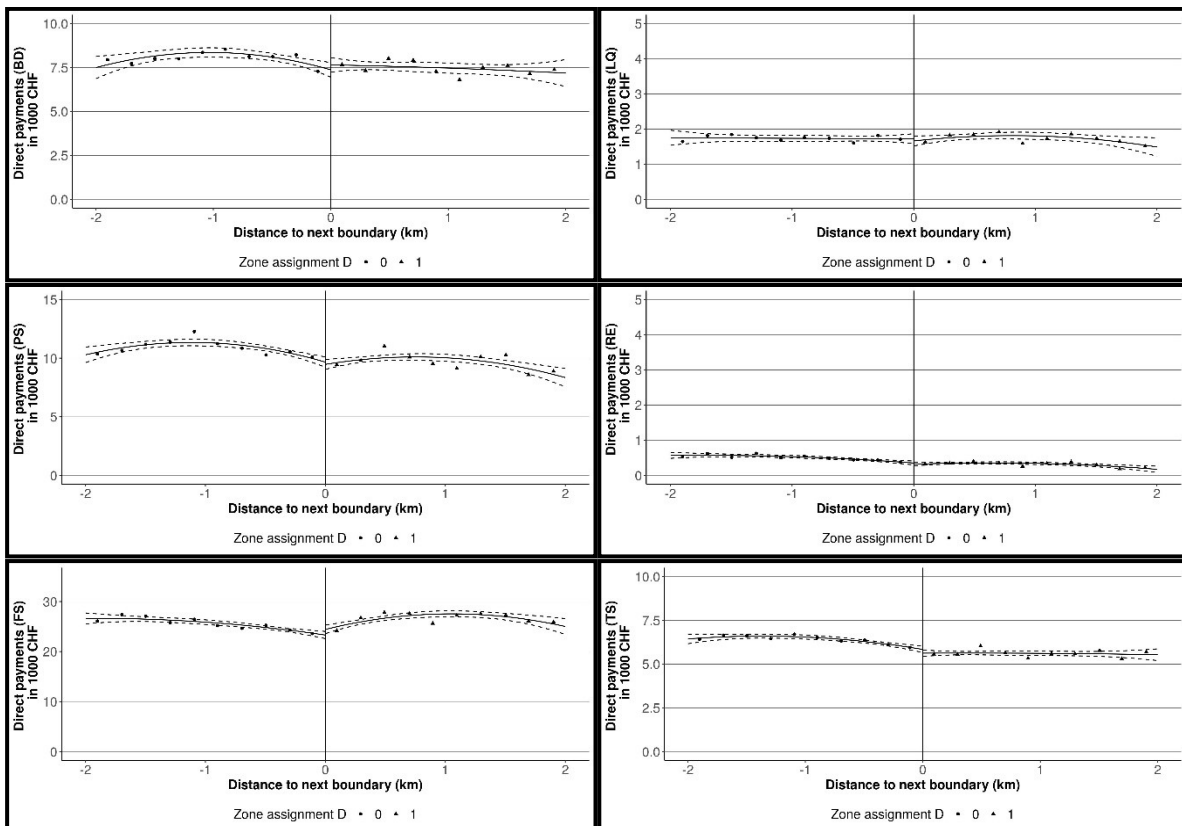 Direct payments (BD)
in 1000 CHF
10.0
7.5
5.0
2.5
0.0
-2 -1 0 1 2
Distance to next boundary (km)
Zone assignment D 0 1
Direct payments (LQ)
in 1000 CHF
5
4
3
2
1
0
-2 -1 0 1 2
Distance to next boundary (km)
Zone assignment D 0 1
Direct payments (PS)
in 1000 CHF
15
10
5
0
-2 -1 0 1 2
Distance to next boundary (km)
Zone assignment D 0 1
Direct payments (RE)
in 1000 CHF
5
4
3
2
1
0
-2 -1 0 1 2
Distance to next boundary (km)
Zone assignment D 0 1
Direct payments (FS)
in 1000 CHF
30
20
10
0
-2 -1 0 1 2
Distance to next boundary (km)
Zone assignment D 0 1
Direct payments (TS)
in 1000 CHF
10.0
7.5
5.0
2.5
0.0
-2 -1 0 1 2
Distance to next boundary (km)
Zone assignment D 0 1